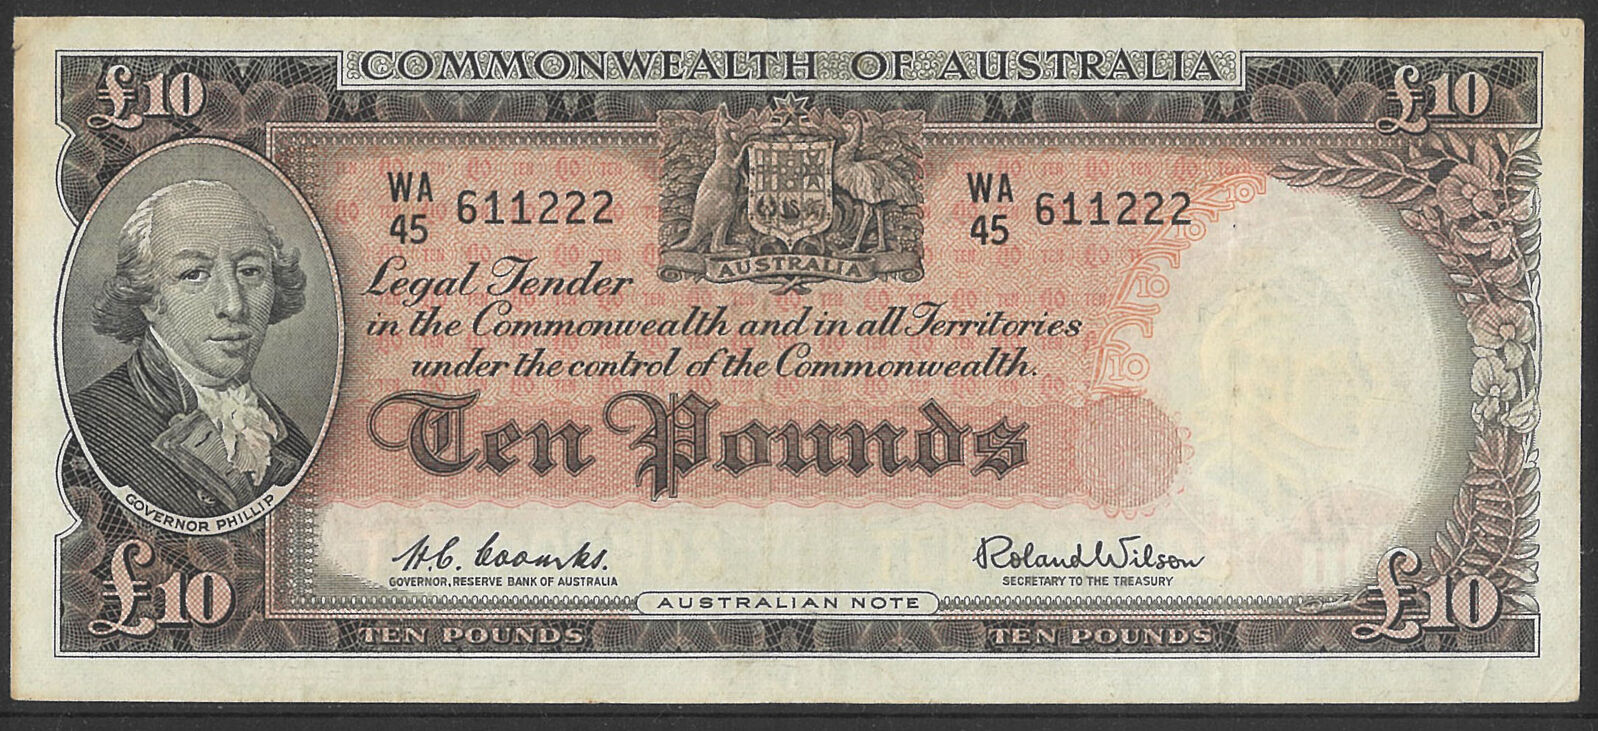 COMMONWEALTH OF AUSTRALIA
£10 £10
WA 45 611222
WA 45 611222
AUSTRALIA
Legal Tender
in the Commonwealth and in all Territories
under the control of the Commonwealth.
Ten Pounds
GOVERNOR PHILLIP
H.C. Coombs.
GOVERNOR, RESERVE BANK OF AUSTRALIA
Roland Wilson
SECRETARY TO THE TREASURY
£10 £10
AUSTRALIAN NOTE
TEN POUNDS TEN POUNDS